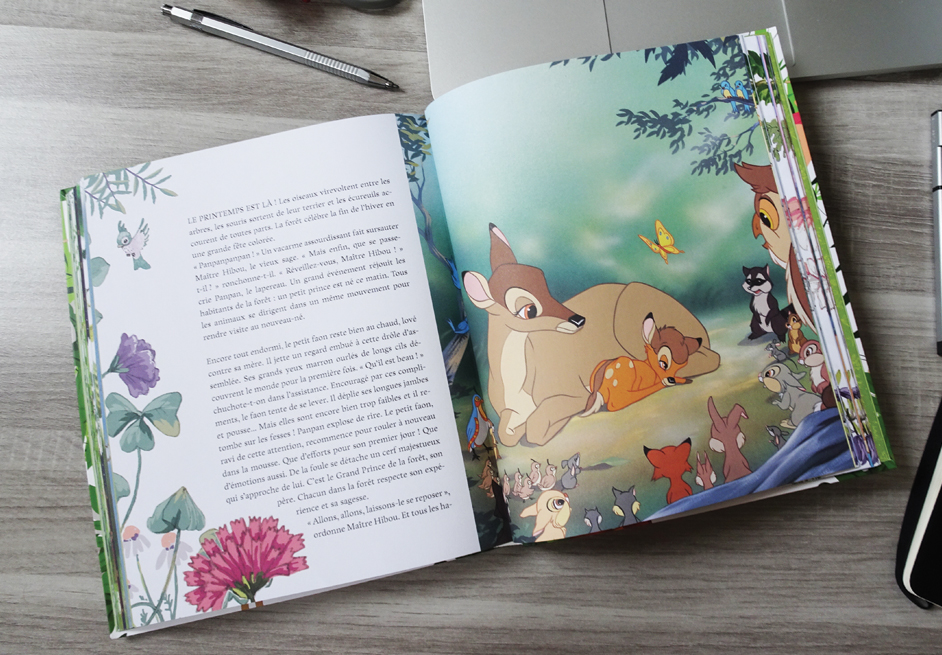 LE PRINTEMPS EST LÀ ! Les oiseaux virevoltent entre les
arbres, les souris sortent de leur terrier et les écureuils ac-
courent de toutes parts. La forêt célèbre la fin de l'hiver en
une grande fête colorée.
« Panpanpanpan ! » Un vacarme assourdissant fait sursauter
Maître Hibou, le vieux sage. « Mais enfin, que se passe-
t-il ! » ronchonne-t-il. « Réveillez-vous, Maître Hibou ! »
crie Panpan, le lapereau. Un grand événement réjouit les
habitants de la forêt : un petit prince est né ce matin. Tous
les animaux se dirigent dans un même mouvement pour
rendre visite au nouveau-né.
Encore tout endormi, le petit faon reste bien au chaud, lové
contre sa mère. Il jette un regard embué à cette drôle d'as-
semblée. Ses grands yeux marron ourlés de longs cils dé-
couvrent le monde pour la première fois. « Qu'il est beau ! »
chuchote-t-on dans l'assistance. Encouragé par ces compli-
ments, le faon tente de se lever. Il déplie ses longues jambes
et pousse... Mais elles sont encore bien trop faibles et il re-
tombe sur les fesses ! Panpan explose de rire. Le petit faon,
ravi de cette attention, recommence pour rouler à nouveau
dans la mousse. Que d'efforts pour son premier jour ! Que
d'émotions aussi. De la foule se détache un cerf majestueux
qui s'approche de lui. C'est le Grand Prince de la forêt, son
père. Chacun dans la forêt respecte son expé-
rience et sa sagesse.
« Allons, allons, laissons-le se reposer »,
ordonne Maître Hibou. Et tous les ha-